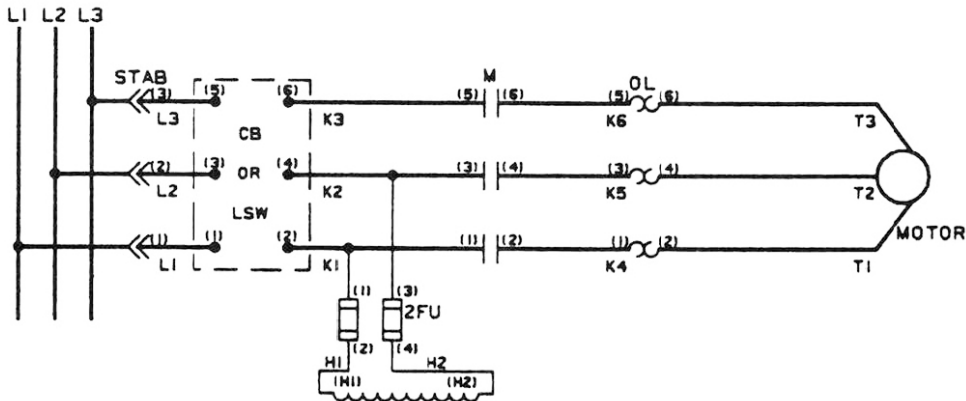 L1 L2 L3
STAB
M
OL
(3) (5) (6) (5) (6) (5) (6)
L3 K3 K6 T3
CB
(2) (3) OR (4) (3) (4) (3) (4)
L2 K2 K5 T2
LSW
(1) (1) (2) (1) (2) (1) (2)
MOTOR
L1 K1 K4 T1
(1) (3)
2FU
(2) (4)
H1 H2
(H1) (H2)